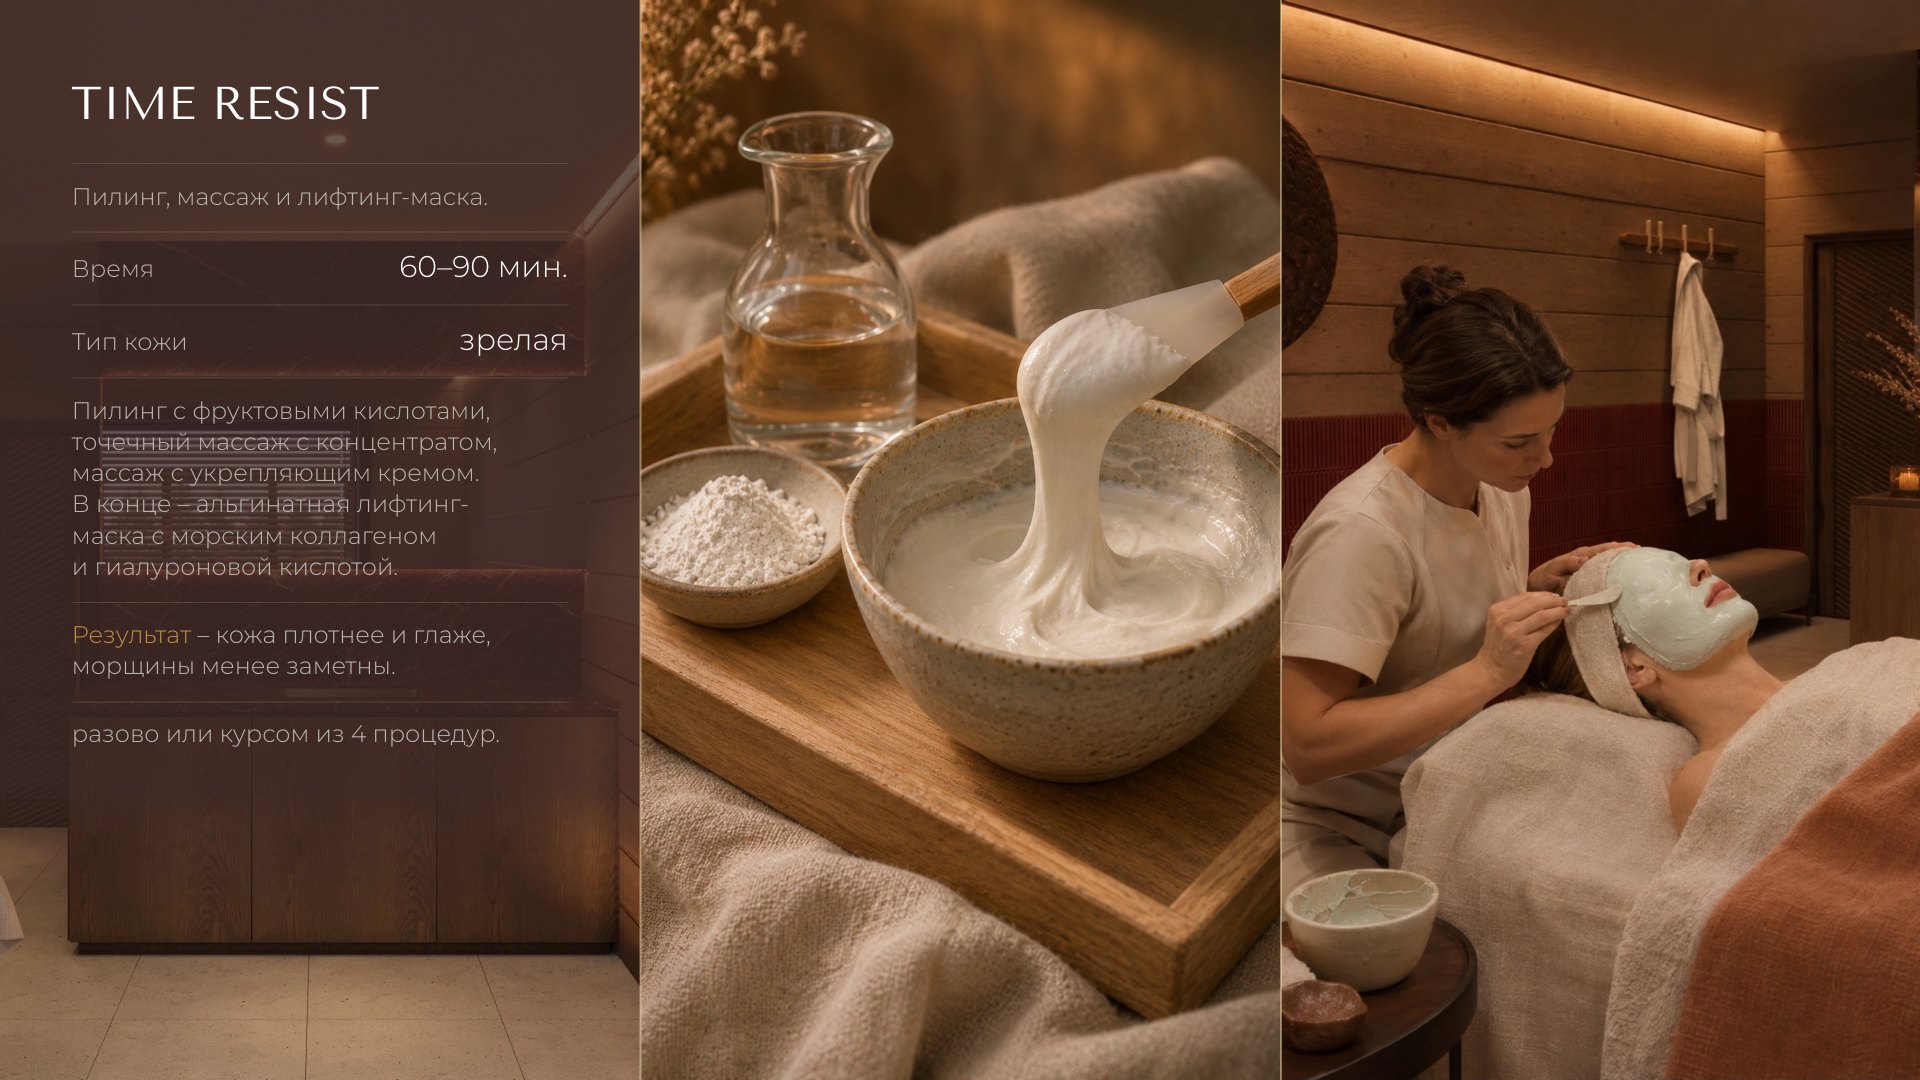 TIME RESIST
Пилинг, массаж и лифтинг-маска.
Время 60–90 мин.
Тип кожи зрелая
Пилинг с фруктовыми кислотами,
точечный массаж с концентратом,
массаж с укрепляющим кремом.
В конце – альгинатная лифтинг-
маска с морским коллагеном
и гиалуроновой кислотой.
Результат – кожа плотнее и глаже,
морщины менее заметны.
разово или курсом из 4 процедур.